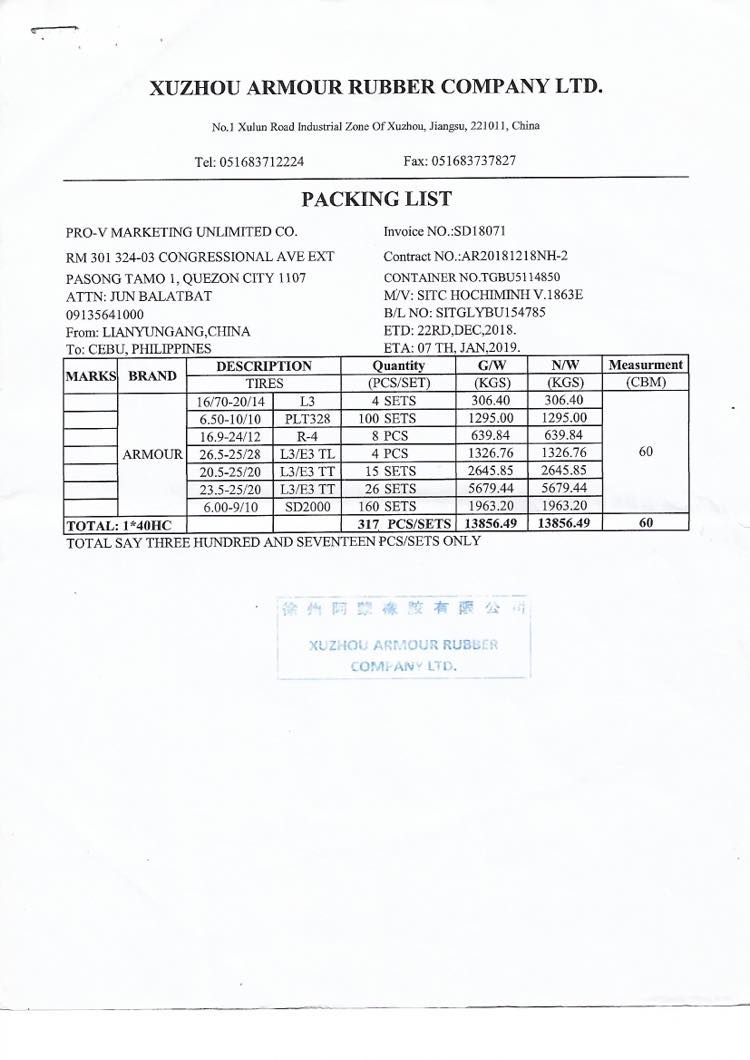 XUZHOU ARMOUR RUBBER COMPANY LTD.
No.1 Xulun Road Industrial Zone Of Xuzhou, Jiangsu, 221011, China
Tel: 051683712224 Fax: 051683737827
PACKING LIST
PRO-V MARKETING UNLIMITED CO. Invoice NO.:SD18071
RM 301 324-03 CONGRESSIONAL AVE EXT Contract NO.:AR20181218NH-2
PASONG TAMO 1, QUEZON CITY 1107 CONTAINER NO.TGBU5114850
ATTN: JUN BALATBAT M/V: SITC HOCHIMINH V.1863E
09135641000 B/L NO: SITGLYBU154785
From: LIANYUNGANG,CHINA ETD: 22RD,DEC,2018.
To: CEBU, PHILIPPINES ETA: 07 TH, JAN,2019.
MARKS BRAND DESCRIPTION Quantity G/W N/W Measurment
TIRES (PCS/SET) (KGS) (KGS) (CBM)
16/70-20/14 L3 4 SETS 306.40 306.40
6.50-10/10 PLT328 100 SETS 1295.00 1295.00
16.9-24/12 R-4 8 PCS 639.84 639.84
ARMOUR 26.5-25/28 L3/E3 TL 4 PCS 1326.76 1326.76 60
20.5-25/20 L3/E3 TT 15 SETS 2645.85 2645.85
23.5-25/20 L3/E3 TT 26 SETS 5679.44 5679.44
6.00-9/10 SD2000 160 SETS 1963.20 1963.20
TOTAL: 1*40HC 317 PCS/SETS 13856.49 13856.49 60
TOTAL SAY THREE HUNDRED AND SEVENTEEN PCS/SETS ONLY
徐州阿蒙橡胶有限公司
XUZHOU ARMOUR RUBBER
COMPANY LTD.